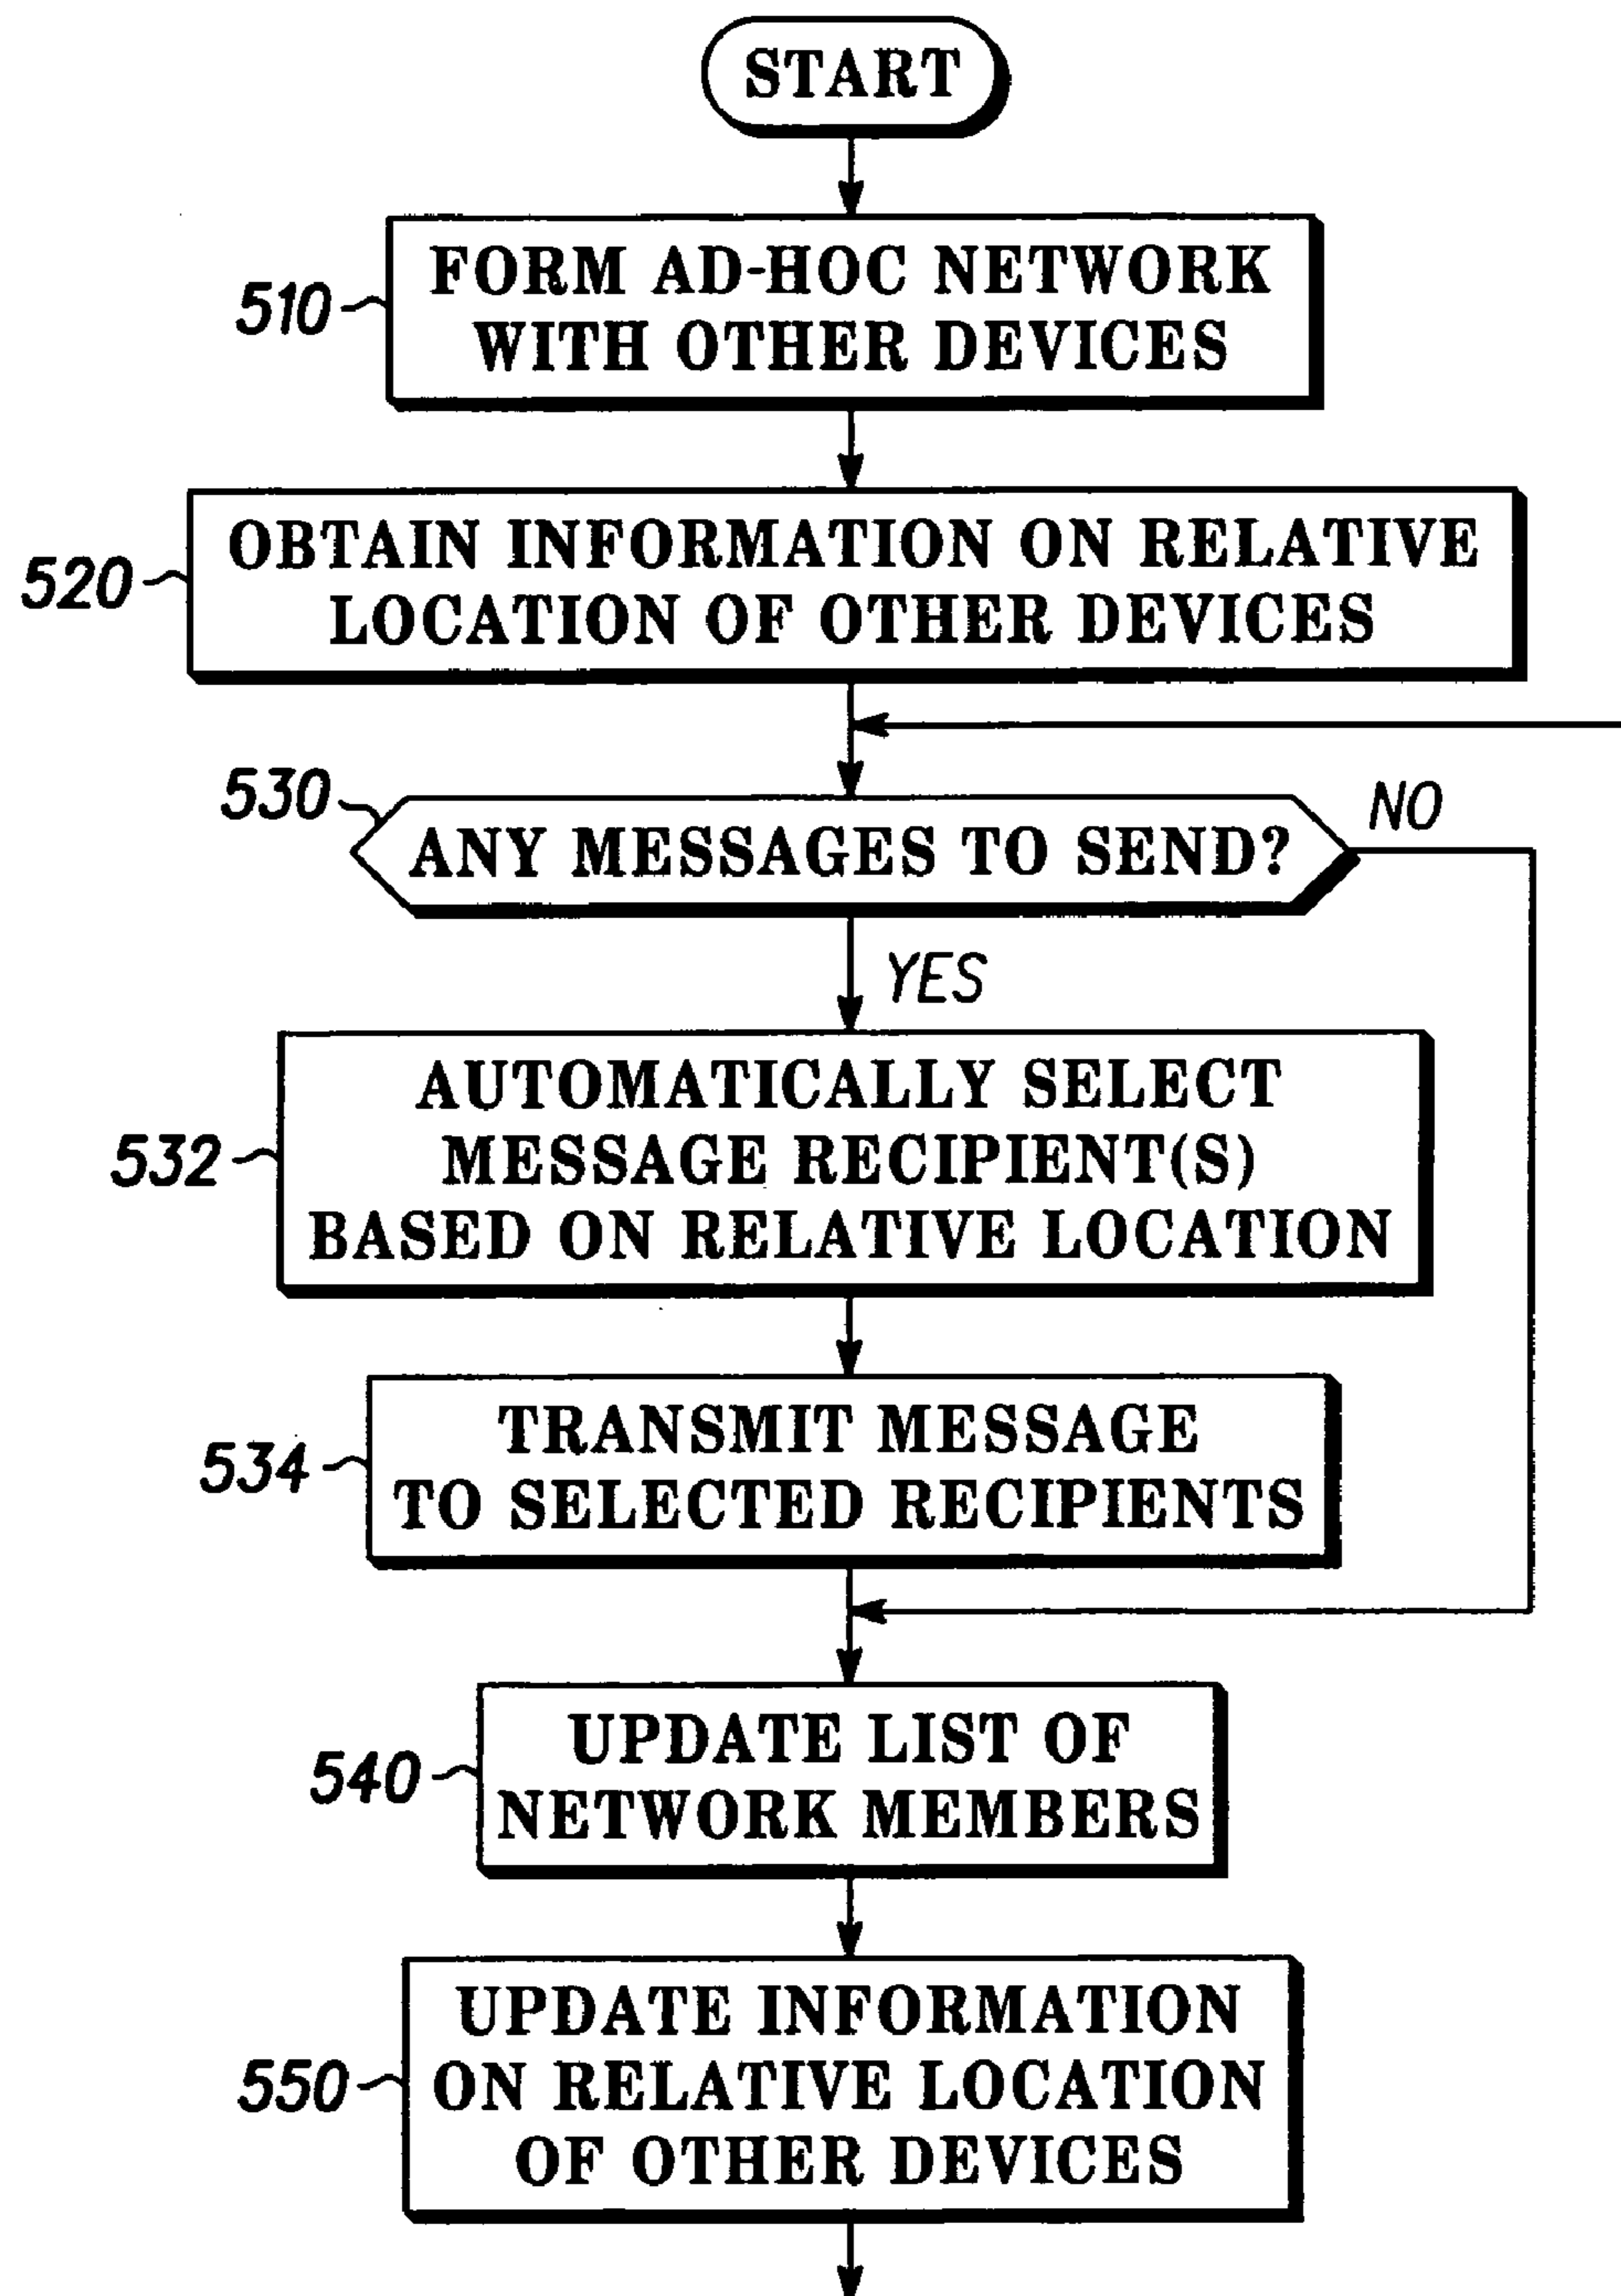 START
510
FORM AD-HOC NETWORK
WITH OTHER DEVICES
520
OBTAIN INFORMATION ON RELATIVE
LOCATION OF OTHER DEVICES
530
ANY MESSAGES TO SEND?
NO
YES
532
AUTOMATICALLY SELECT
MESSAGE RECIPIENT(S)
BASED ON RELATIVE LOCATION
534
TRANSMIT MESSAGE
TO SELECTED RECIPIENTS
540
UPDATE LIST OF
NETWORK MEMBERS
550
UPDATE INFORMATION
ON RELATIVE LOCATION
OF OTHER DEVICES